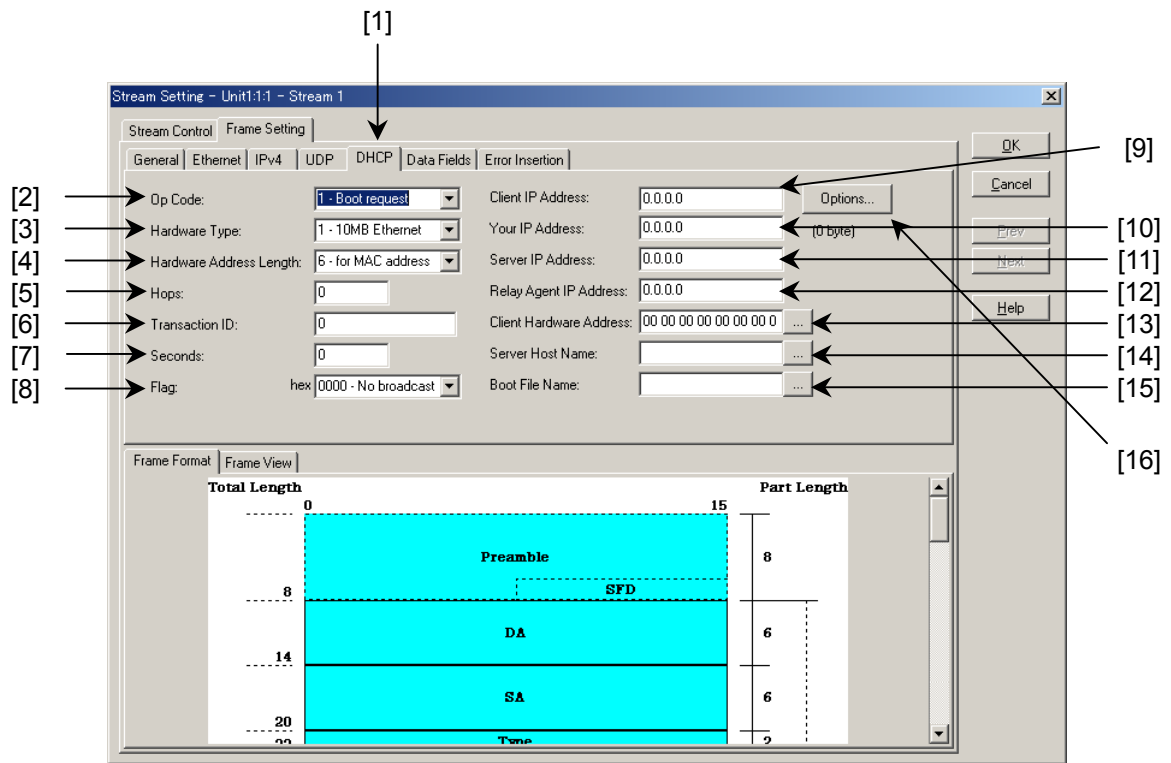 [1]
Stream Setting - Unit1:1:1 - Stream 1
Stream Control Frame Setting
General Ethernet IPv4 UDP DHCP Data Fields Error Insertion
OK
Cancel
Prev
Next
Help
[2] Op Code: 1 - Boot request
[3] Hardware Type: 1 - 10MB Ethernet
[4] Hardware Address Length: 6 - for MAC address
[5] Hops: 0
[6] Transaction ID: 0
[7] Seconds: 0
[8] Flag: hex 0000 - No broadcast
Client IP Address: 0.0.0.0 Options... [9]
Your IP Address: 0.0.0.0 (0 byte) [10]
Server IP Address: 0.0.0.0 [11]
Relay Agent IP Address: 0.0.0.0 [12]
Client Hardware Address: 00 00 00 00 00 00 00 0 ... [13]
Server Host Name: ... [14]
Boot File Name: ... [15]
[16]
Frame Format Frame View
Total Length Part Length
0 15
Preamble 8
8 SFD
DA 6
14
SA 6
20
22 Type 2